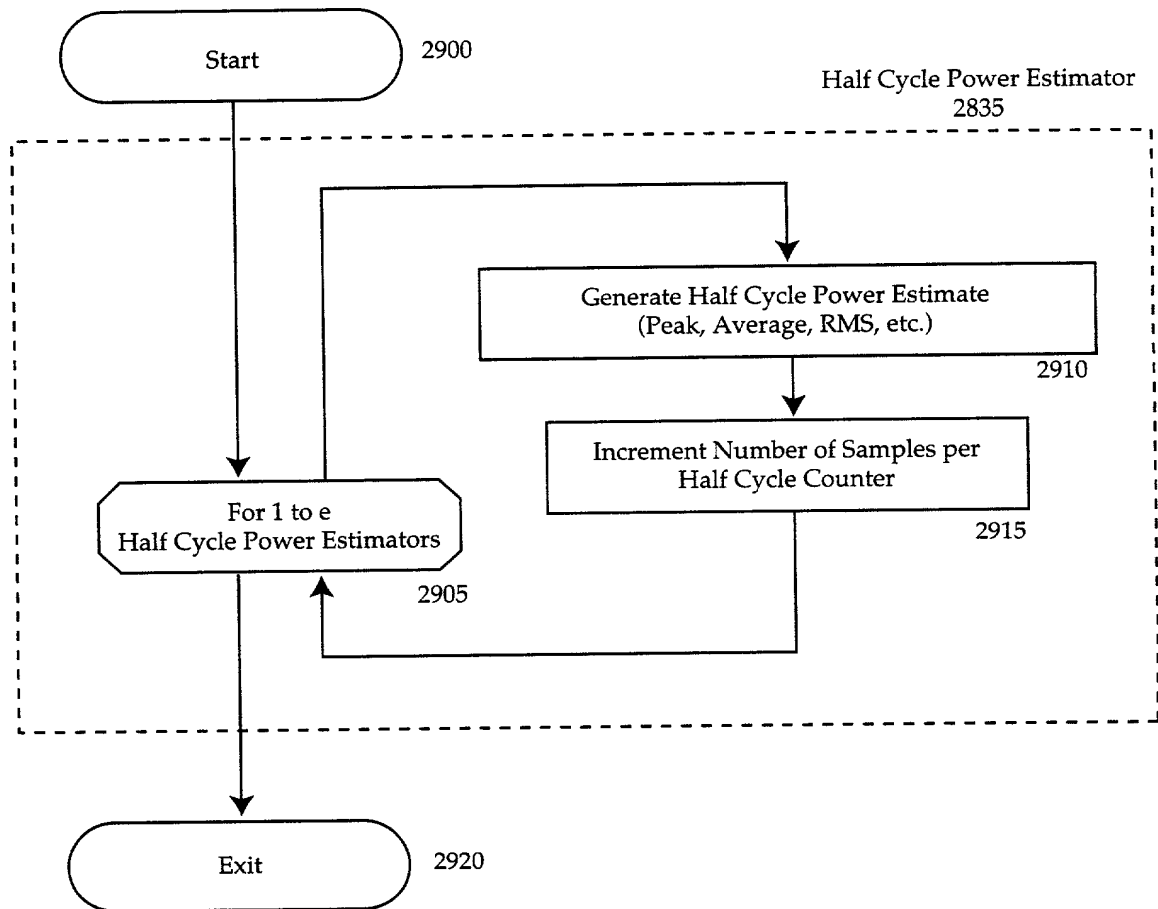 Start
2900
Half Cycle Power Estimator
2835
Generate Half Cycle Power Estimate
(Peak, Average, RMS, etc.)
2910
Increment Number of Samples per
Half Cycle Counter
2915
For 1 to e
Half Cycle Power Estimators
2905
Exit
2920